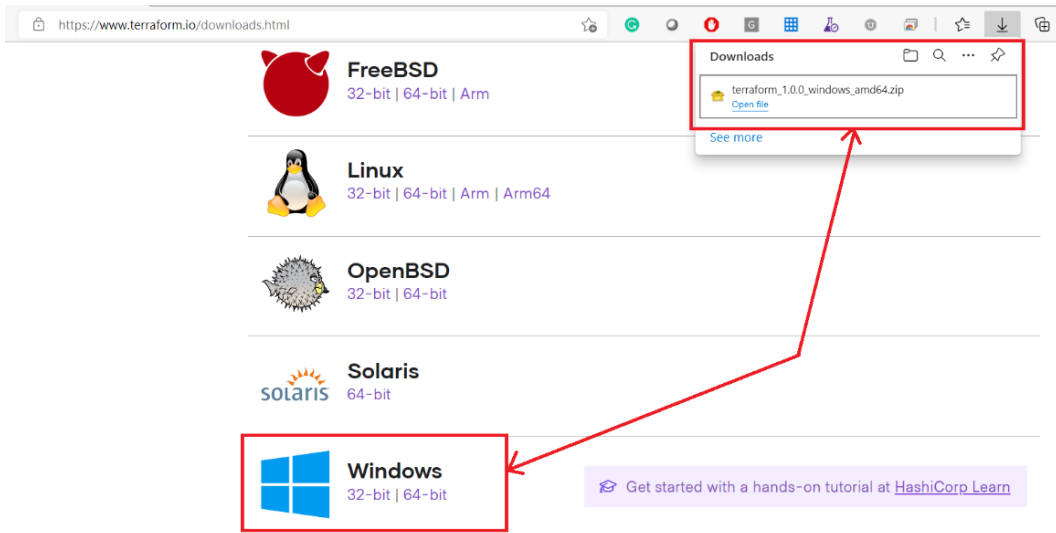 https://www.terraform.io/downloads.html
Downloads
terraform_1.0.0_windows_amd64.zip
Open file
See more
FreeBSD
32-bit | 64-bit | Arm
Linux
32-bit | 64-bit | Arm | Arm64
OpenBSD
32-bit | 64-bit
solaris
Solaris
64-bit
Windows
32-bit | 64-bit
Get started with a hands-on tutorial at HashiCorp Learn